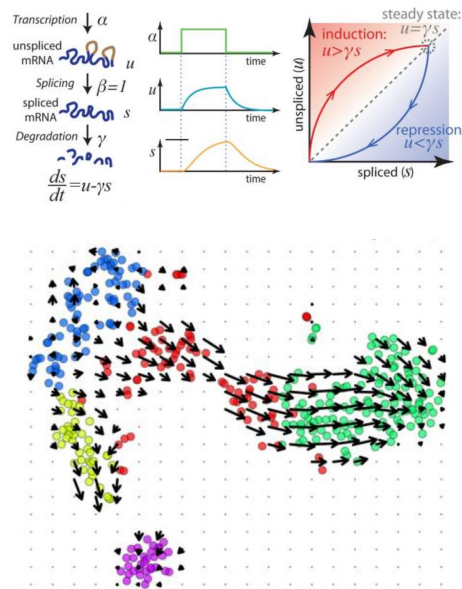 Transcription α
unspliced
mRNA u
Splicing β=1
spliced
mRNA s
Degradation γ
ds
dt =u-γs
α
time
u
time
s
time
steady state:
u=γs
induction:
u>γs
repression
u<γs
unspliced (u)
spliced (s)